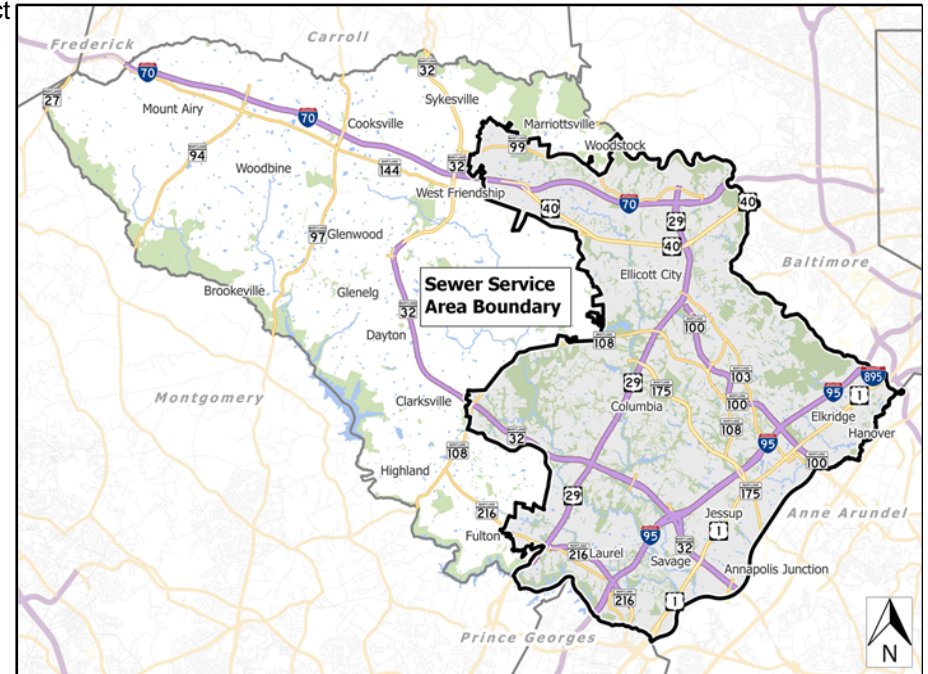 ct
Frederick
Carroll
70
MARYLAND
32
27
Mount Airy
Sykesville
70
Cooksville
Marriottsville
MARYLAND
99
Woodstock
94
Woodbine
144
32
West Friendship
40
70
40
29
97
Glenwood
40
Baltimore
Ellicott City
Brookeville
Glenelg
Sewer Service
Area Boundary
32
Dayton
108
100
29
175
103
95
895
1
Montgomery
Clarksville
Columbia
100
Elkridge
108
Hanover
32
95
108
100
Highland
29
175
216
Jessup
Anne Arundel
1
Fulton
95
216
Laurel
32
Savage
Annapolis Junction
216
1
Prince Georges
N